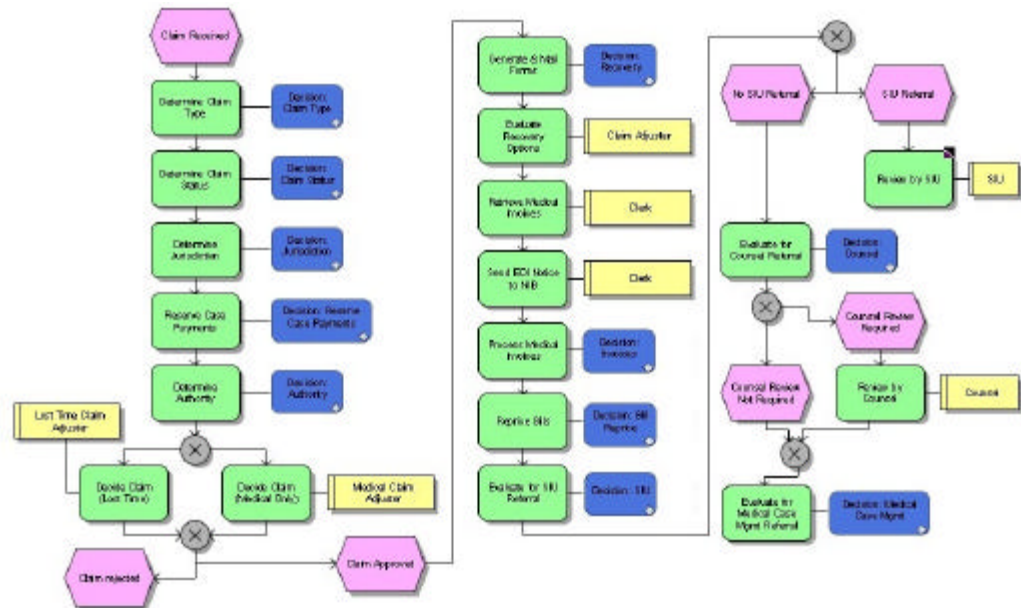 Claim Received
Determine Claim
Type
Decision:
Claim Type
Determine Claim
Status
Decision:
Claim Status
Determine
Jurisdiction
Decision:
Jurisdiction
Reserve Case
Payments
Decision: Reserve
Case Payments
Determine
Authority
Decision:
Authority
Lost Time Claim
Adjuster
Decide Claim
(Lost Time)
Decide Claim
(Medical Only)
Medical Claim
Adjuster
Claim rejected
Claim Approved
Generate & Mail
Forms
Decision:
Recovery
Evaluate
Recovery
Options
Claim Adjuster
Retrieve Medical
Invoices
Clerk
Send EDI Notice
to
Clerk
Process Medical
Invoices
Decision:
Invoices
Reprice Bills
Decision: Bill
Reprice
Evaluate for SIU
Referral
Decision: SIU
No SIU Referral
SIU Referral
Review by SIU
SIU
Evaluate for
Counsel Referral
Decision:
Counsel
Counsel Review
Required
Counsel Review
Not Required
Review by
Counsel
Counsel
Evaluate for
Medical Case
Mgmt Referral
Decision: Medical
Case Mgmt